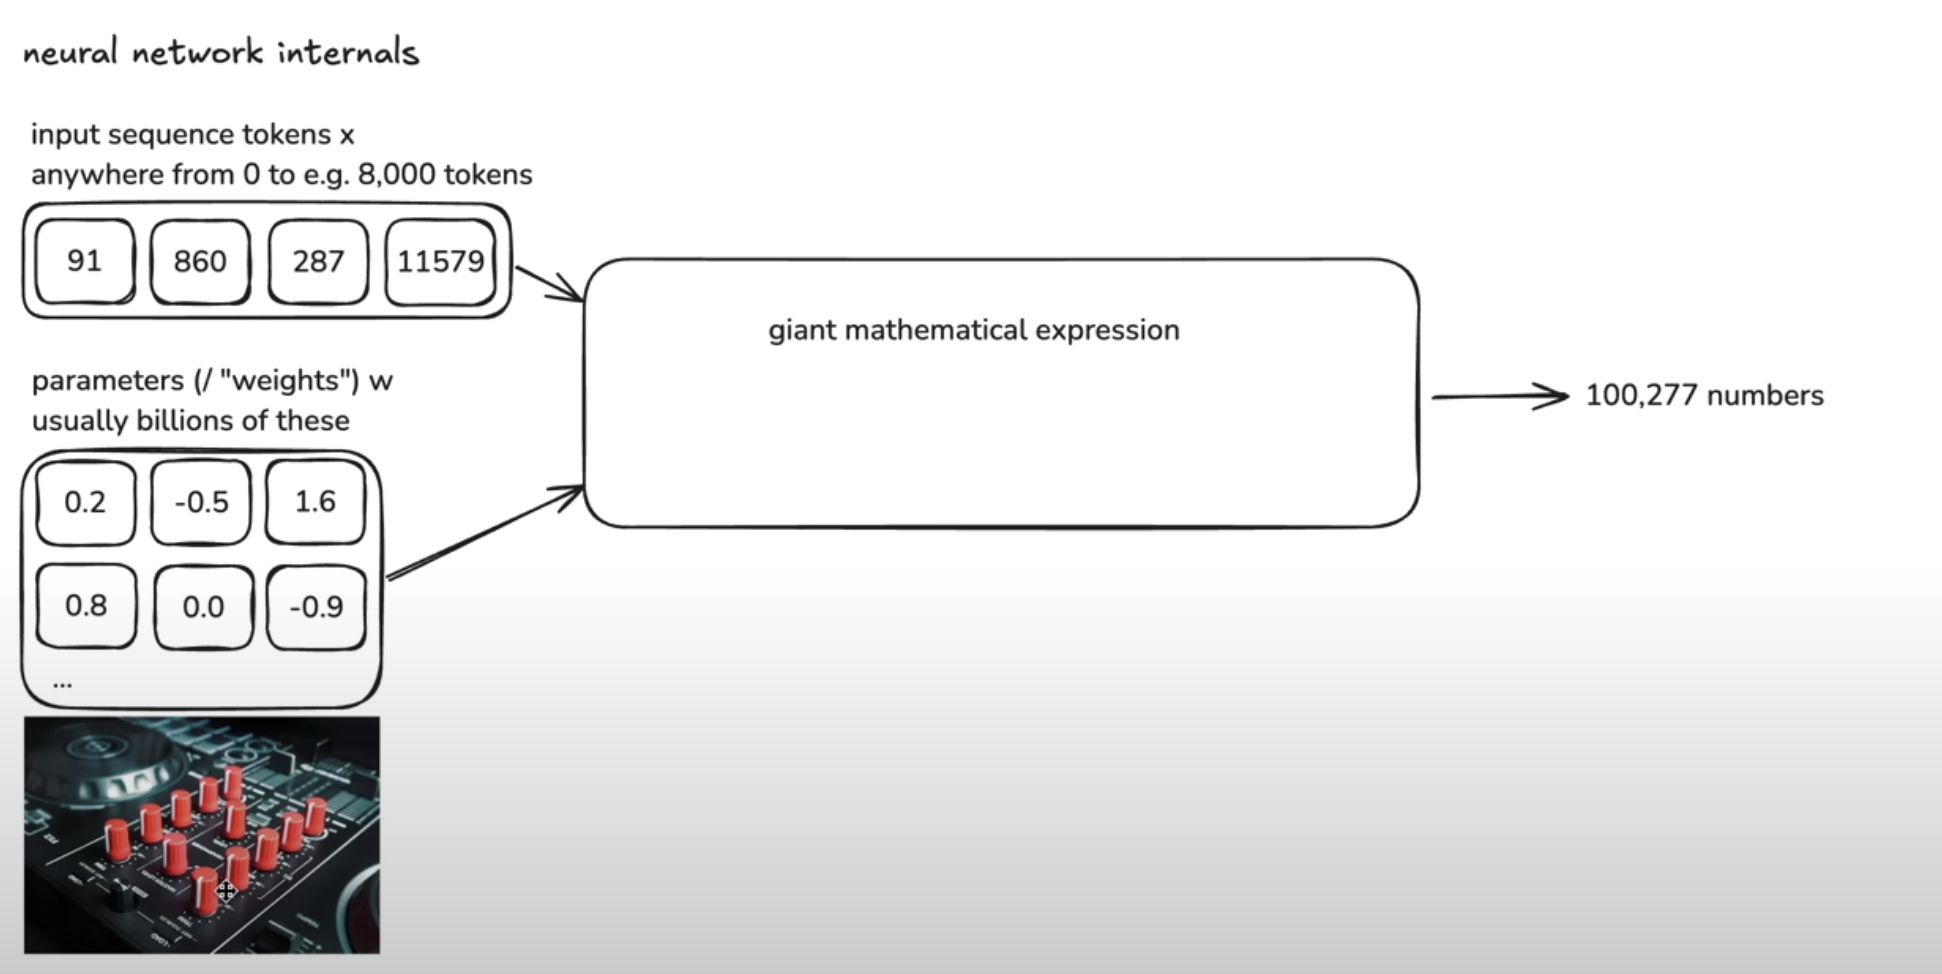 neural network internals
input sequence tokens x
anywhere from 0 to e.g. 8,000 tokens
91 860 287 11579
giant mathematical expression
parameters (/ "weights") w
usually billions of these
100,277 numbers
0.2 -0.5 1.6
0.8 0.0 -0.9
...